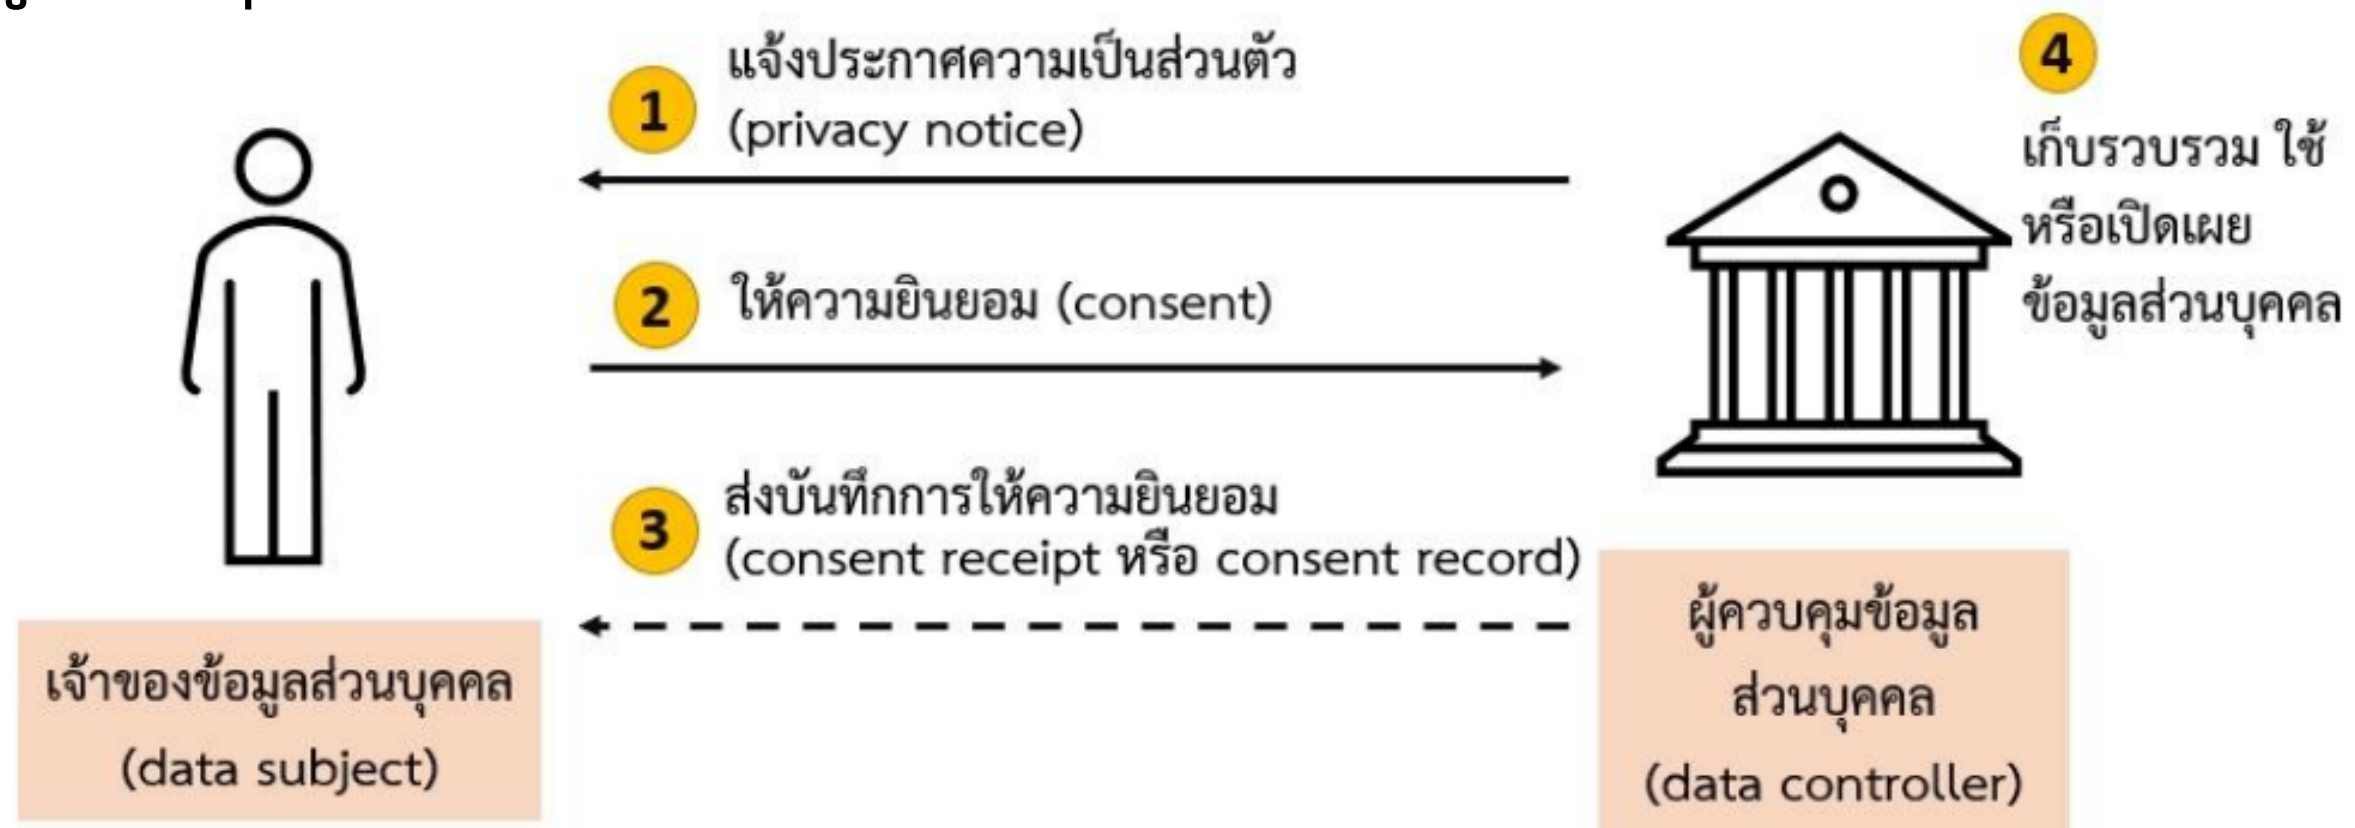 1
แจ้งประกาศความเป็นส่วนตัว
(privacy notice)
2
ให้ความยินยอม (consent)
3
ส่งบันทึกการให้ความยินยอม
(consent receipt หรือ consent record)
4
เก็บรวบรวม ใช้
หรือเปิดเผย
ข้อมูลส่วนบุคคล
เจ้าของข้อมูลส่วนบุคคล
(data subject)
ผู้ควบคุมข้อมูล
ส่วนบุคคล
(data controller)